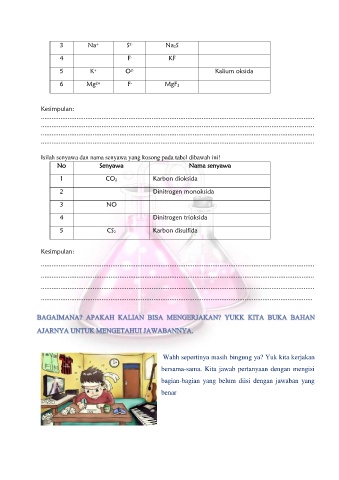 3 Na⁺ S²⁻ Na₂S
4 F⁻ KF
5 K⁺ O²⁻ Kalium oksida
6 Mg²⁺ F⁻ MgF₂
Kesimpulan:
Isilah senyawa dan nama senyawa yang kosong pada tabel dibawah ini!
No Senyawa Nama senyawa
1 CO₂ Karbon dioksida
2 Dinitrogen monoksida
3 NO
4 Dinitrogen trioksida
5 CS₂ Karbon disulfida
Kesimpulan:
BAGAIMANA? APAKAH KALIAN BISA MENGERJAKAN? YUKK KITA BUKA BAHAN
AJARNYA UNTUK MENGETAHUI JAWABANNYA.
Wahh sepertinya masih bingung ya? Yuk kita kerjakan
bersama-sama. Kita jawab pertanyaan dengan mengisi
bagian-bagian yang belum diisi dengan jawaban yang
benar